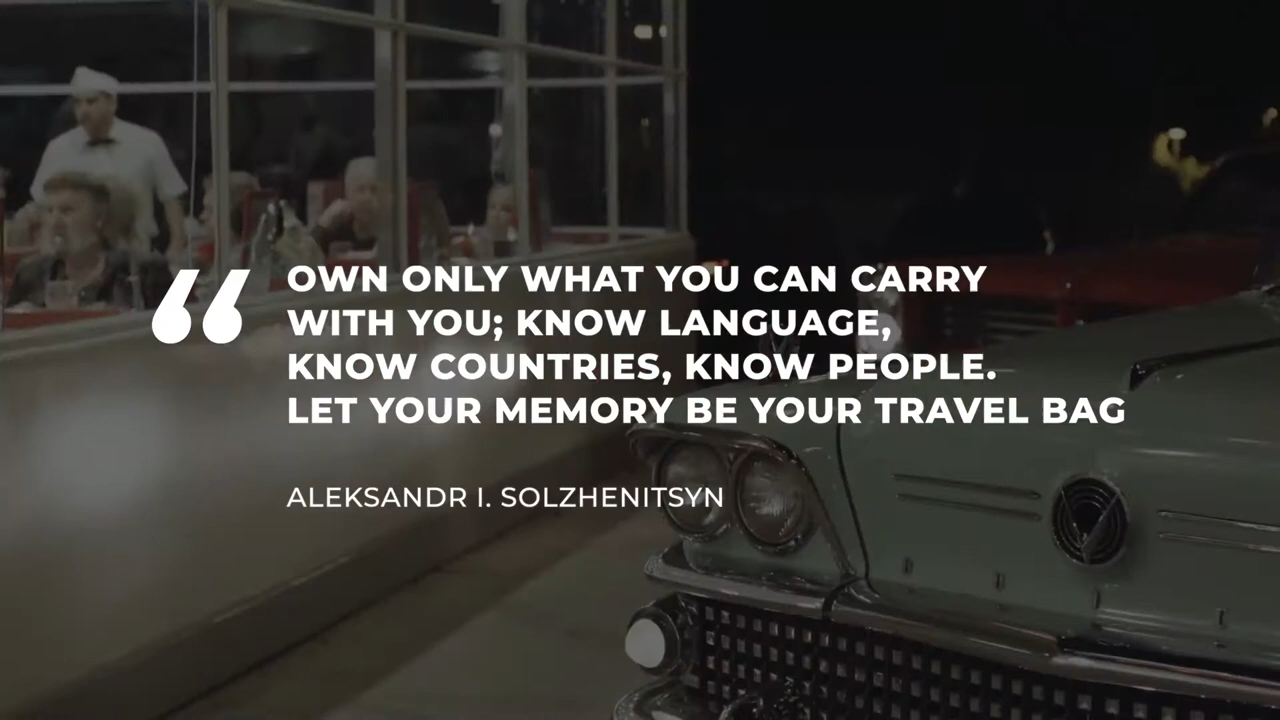 “
OWN ONLY WHAT YOU CAN CARRY
WITH YOU; KNOW LANGUAGE,
KNOW COUNTRIES, KNOW PEOPLE.
LET YOUR MEMORY BE YOUR TRAVEL BAG
ALEKSANDR I. SOLZHENITSYN